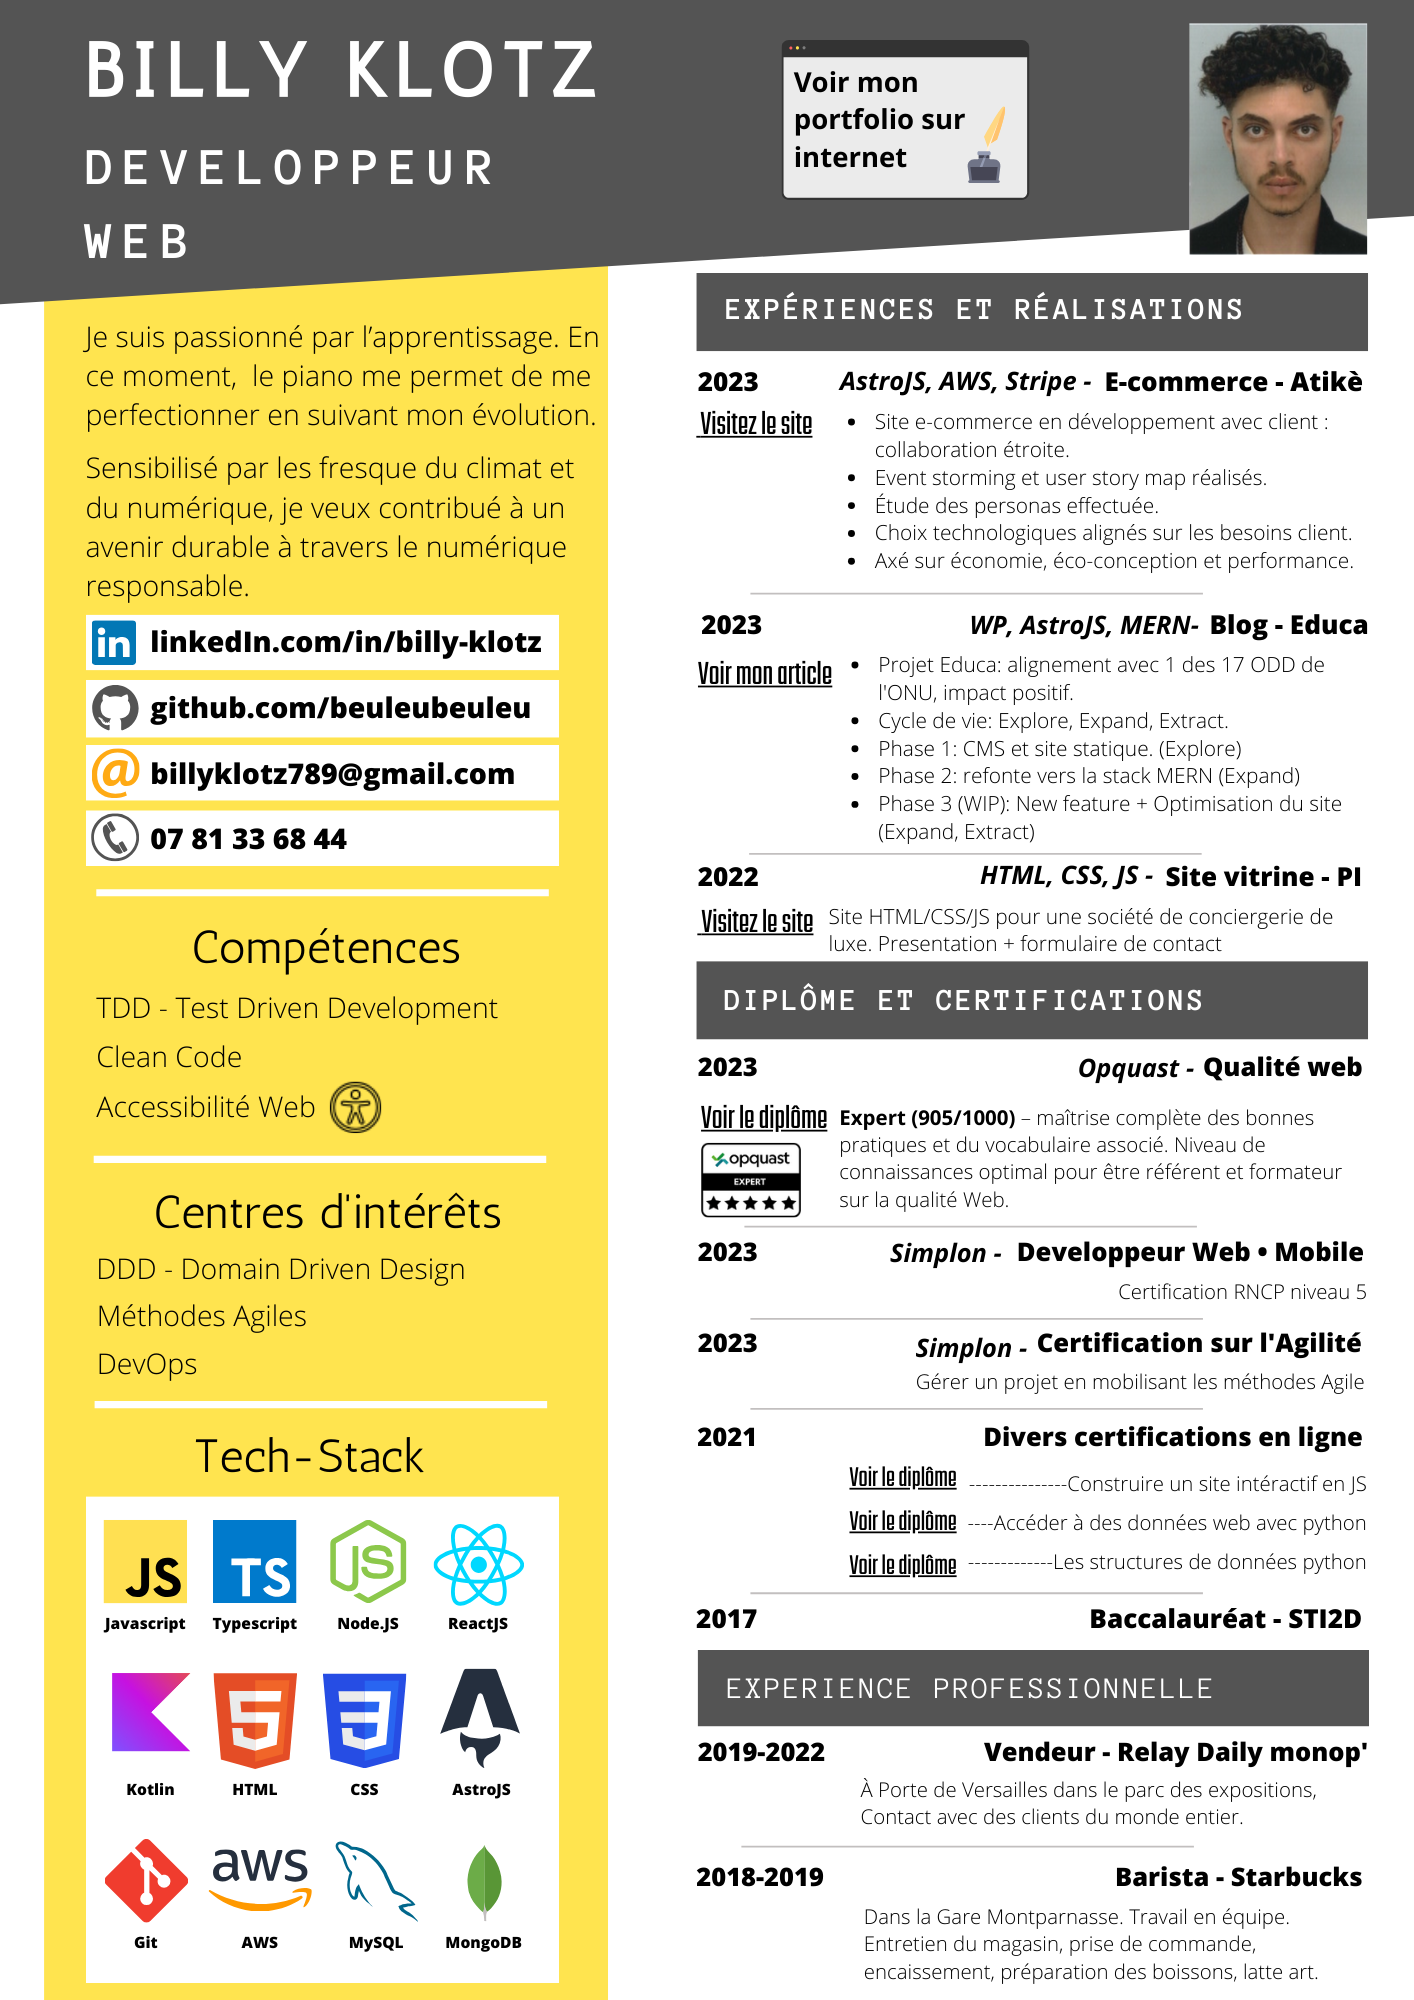 BILLY KLOTZ
DEVELOPPEUR
WEB
Voir mon
portfolio sur
internet
Je suis passionné par l’apprentissage. En
ce moment,  le piano me permet de me
perfectionner en suivant mon évolution.
Sensibilisé par les fresque du climat et
du numérique, je veux contribué à un
avenir durable à travers le numérique
responsable.
in linkedIn.com/in/billy-klotz
github.com/beuleubeuleu
@ billyklotz789@gmail.com
07 81 33 68 44
Compétences
TDD - Test Driven Development
Clean Code
Accessibilité Web
Centres d'intérêts
DDD - Domain Driven Design
Méthodes Agiles
DevOps
Tech-Stack
JS TS JS
Javascript Typescript Node.JS ReactJS
5 3
Kotlin HTML CSS AstroJS
aws
Git AWS MySQL MongoDB
EXPÉRIENCES ET RÉALISATIONS
2023 AstroJS, AWS, Stripe - E-commerce - Atikè
Visitez le site
• Site e-commerce en développement avec client :
collaboration étroite.
• Event storming et user story map réalisés.
• Étude des personas effectuée.
• Choix technologiques alignés sur les besoins client.
• Axé sur économie, éco-conception et performance.
2023 WP, AstroJS, MERN- Blog - Educa
Voir mon article
• Projet Educa: alignement avec 1 des 17 ODD de
l'ONU, impact positif.
• Cycle de vie: Explore, Expand, Extract.
• Phase 1: CMS et site statique. (Explore)
• Phase 2: refonte vers la stack MERN (Expand)
• Phase 3 (WIP): New feature + Optimisation du site
(Expand, Extract)
2022 HTML, CSS, JS - Site vitrine - PI
Visitez le site
Site HTML/CSS/JS pour une société de conciergerie de
luxe. Presentation + formulaire de contact
DIPLÔME ET CERTIFICATIONS
2023 Opquast - Qualité web
Voir le diplôme
opquast
EXPERT
Expert (905/1000) – maîtrise complète des bonnes
pratiques et du vocabulaire associé. Niveau de
connaissances optimal pour être référent et formateur
sur la qualité Web.
2023 Simplon - Developpeur Web • Mobile
Certification RNCP niveau 5
2023 Simplon - Certification sur l'Agilité
Gérer un projet en mobilisant les méthodes Agile
2021 Divers certifications en ligne
Voir le diplôme ---------------Construire un site intéractif en JS
Voir le diplôme ----Accéder à des données web avec python
Voir le diplôme -------------Les structures de données python
2017 Baccalauréat - STI2D
EXPERIENCE PROFESSIONNELLE
2019-2022 Vendeur - Relay Daily monop'
À Porte de Versailles dans le parc des expositions,
Contact avec des clients du monde entier.
2018-2019 Barista - Starbucks
Dans la Gare Montparnasse. Travail en équipe.
Entretien du magasin, prise de commande,
encaissement, préparation des boissons, latte art.